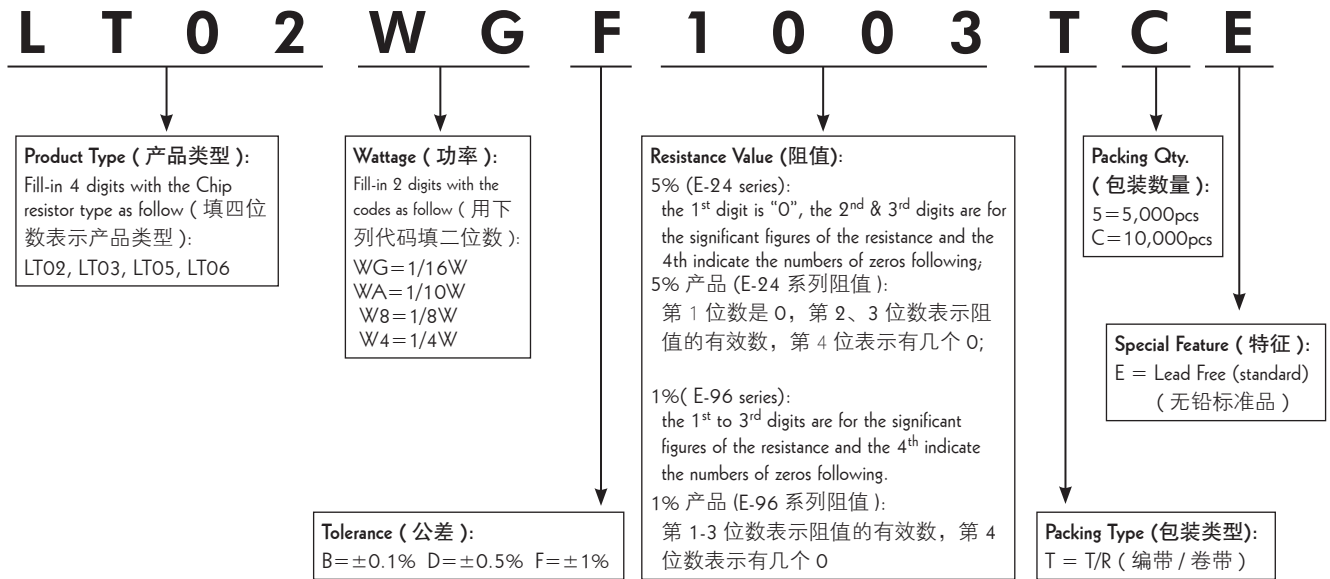 L T 0 2 W G F 1 0 0 3 T C E
Product Type ( 产品类型 ):
Fill-in 4 digits with the Chip
resistor type as follow ( 填四位
数表示产品类型 ):
LT02, LT03, LT05, LT06
Wattage ( 功率 ):
Fill-in 2 digits with the
codes as follow ( 用下
列代码填二位数 ):
WG=1/16W
WA=1/10W
W8=1/8W
W4=1/4W
Tolerance ( 公差 ):
B=±0.1% D=±0.5% F=±1%
Resistance Value (阻值):
5% (E-24 series):
the 1st digit is “0”, the 2nd & 3rd digits are for
the significant figures of the resistance and the
4th indicate the numbers of zeros following;
5% 产品 (E-24 系列阻值 ):
第 1 位数是 0，第 2、3 位数表示阻
值的有效数，第 4 位表示有几个 0;
1%( E-96 series):
the 1st to 3rd digits are for the significant
figures of the resistance and the 4th indicate
the numbers of zeros following.
1% 产品 (E-96 系列阻值 ):
第 1-3 位数表示阻值的有效数，第 4
位数表示有几个 0
Packing Type (包装类型):
T = T/R ( 编带 / 卷带 )
Packing Qty.
( 包装数量 ):
5=5,000pcs
C=10,000pcs
Special Feature ( 特征 ):
E = Lead Free (standard)
( 无铅标准品 )